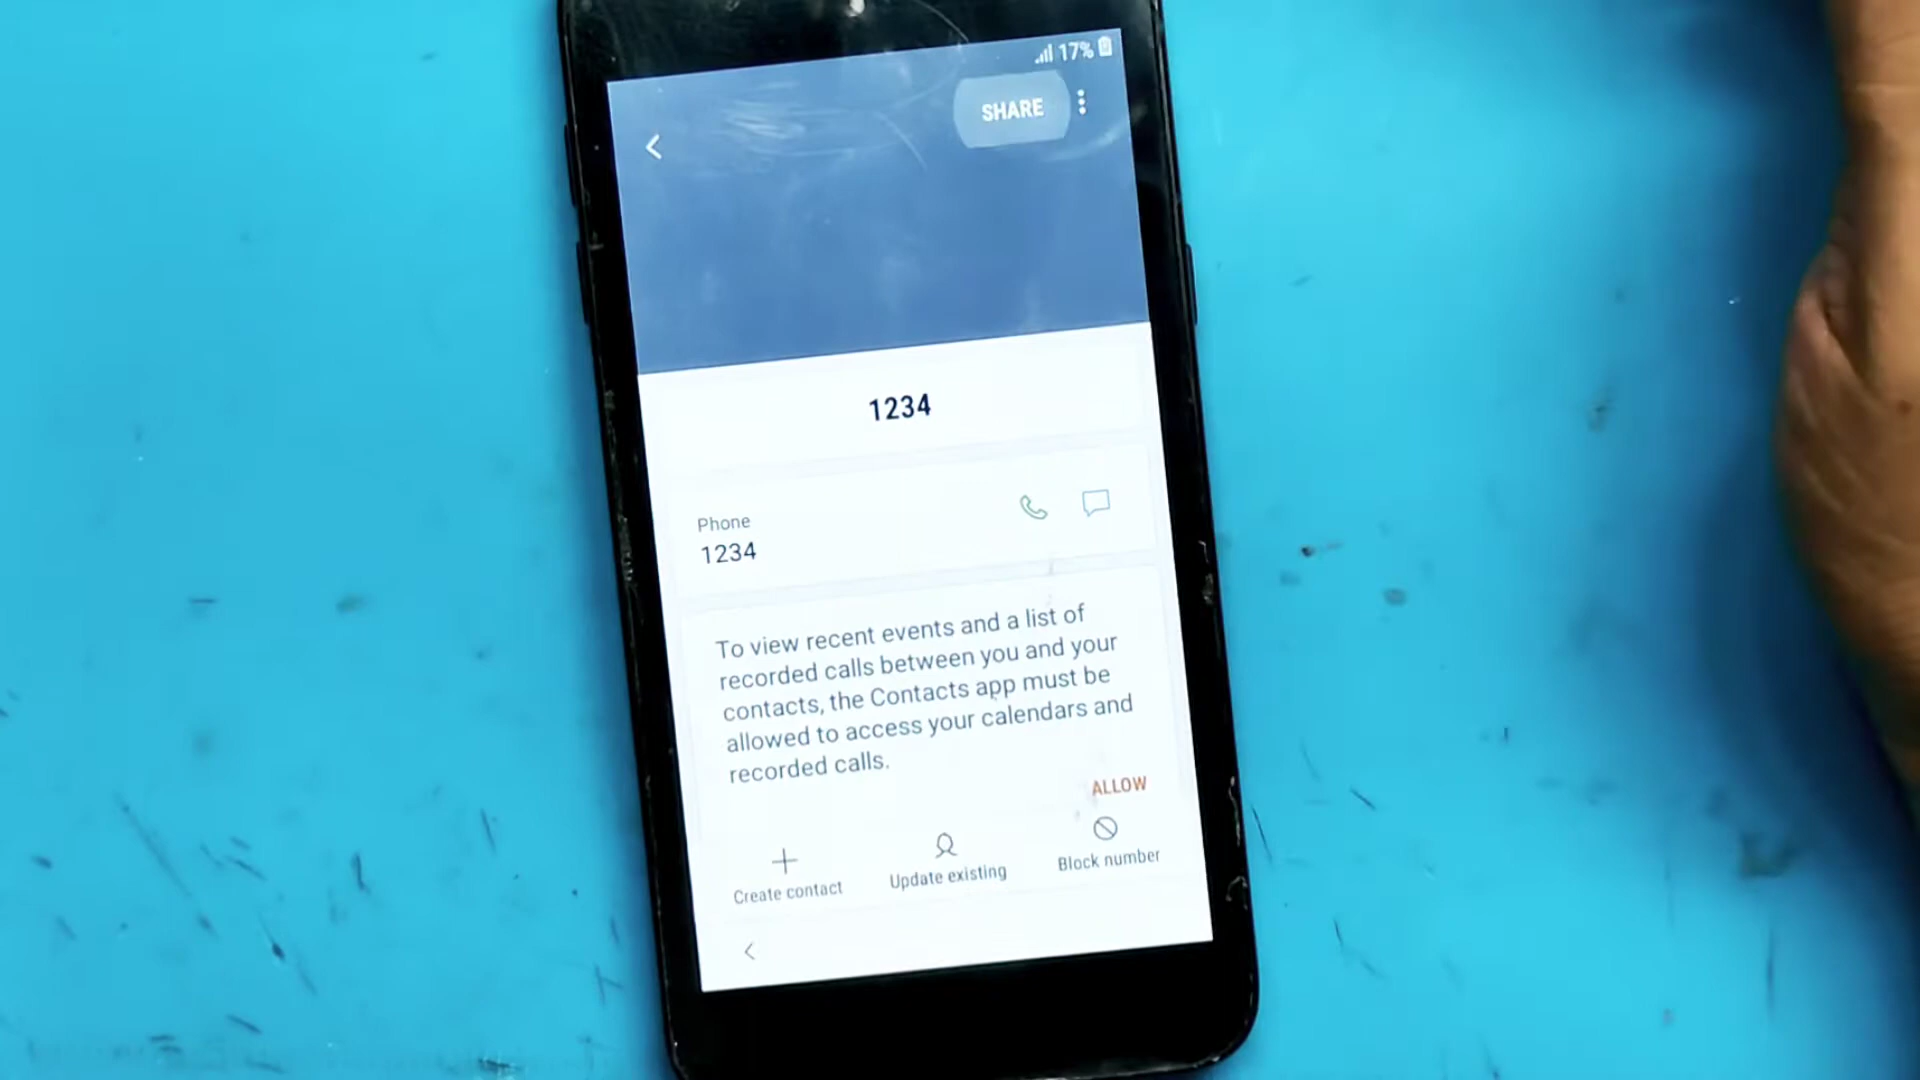 17%
SHARE
1234
Phone
1234
To view recent events and a list of
recorded calls between you and your
contacts, the Contacts app must be
allowed to access your calendars and
recorded calls.
ALLOW
Create contact
Update existing
Block number